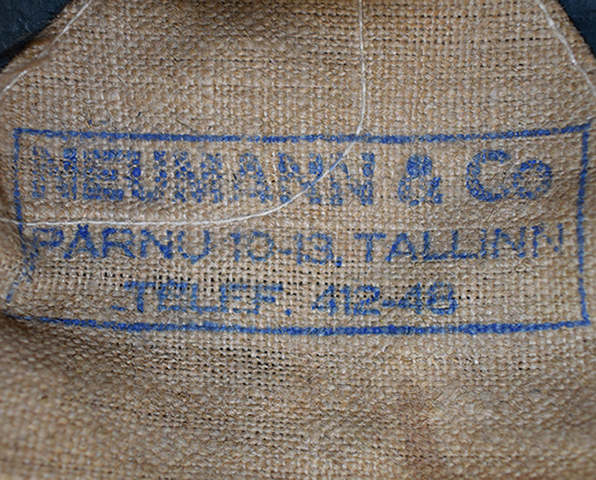 NEUMANN & Co
PÄRNU 10-13, TALLINN
TELEF. 412-48